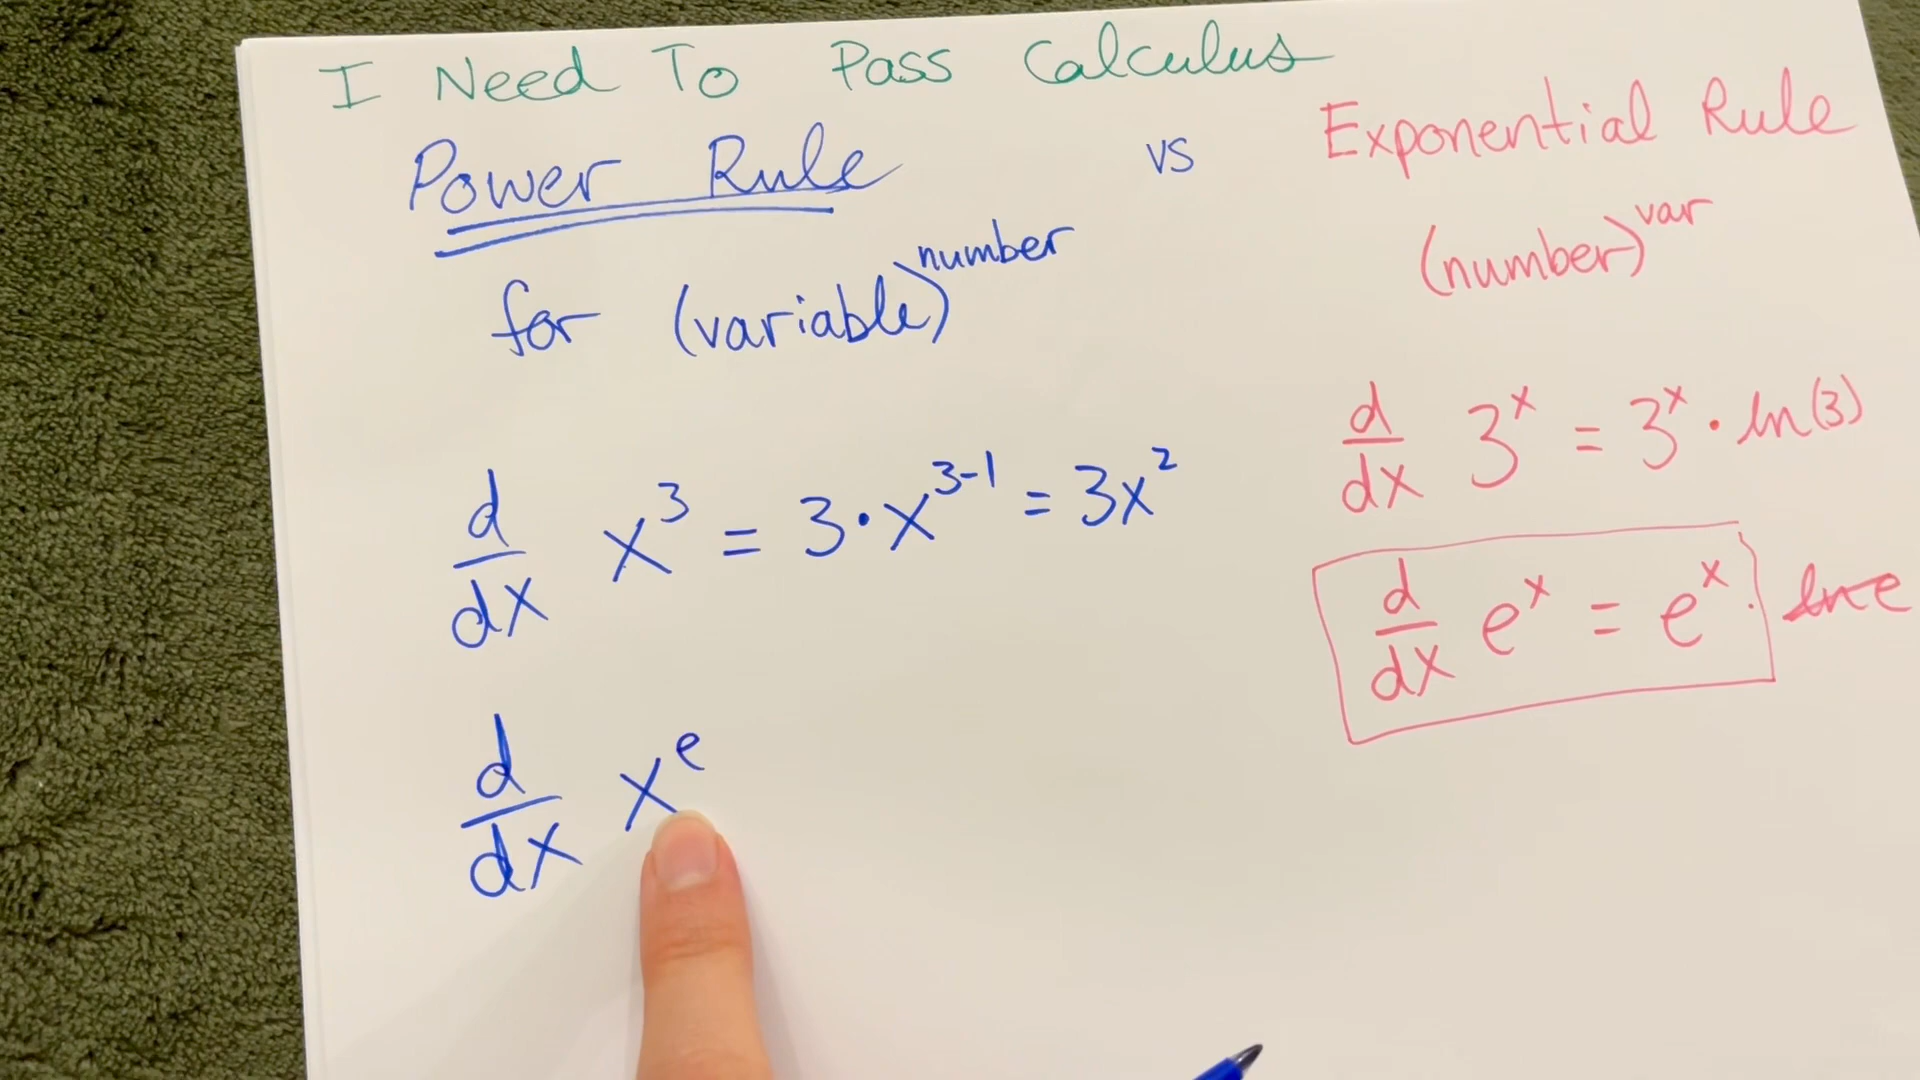 I Need To Pass Calculus
Power Rule vs Exponential Rule
for (variable)^number
(number)^var
d/dx x^3 = 3·x^(3-1) = 3x^2
d/dx 3^x = 3^x · ln(3)
d/dx e^x = e^x · ln e
d/dx x^e